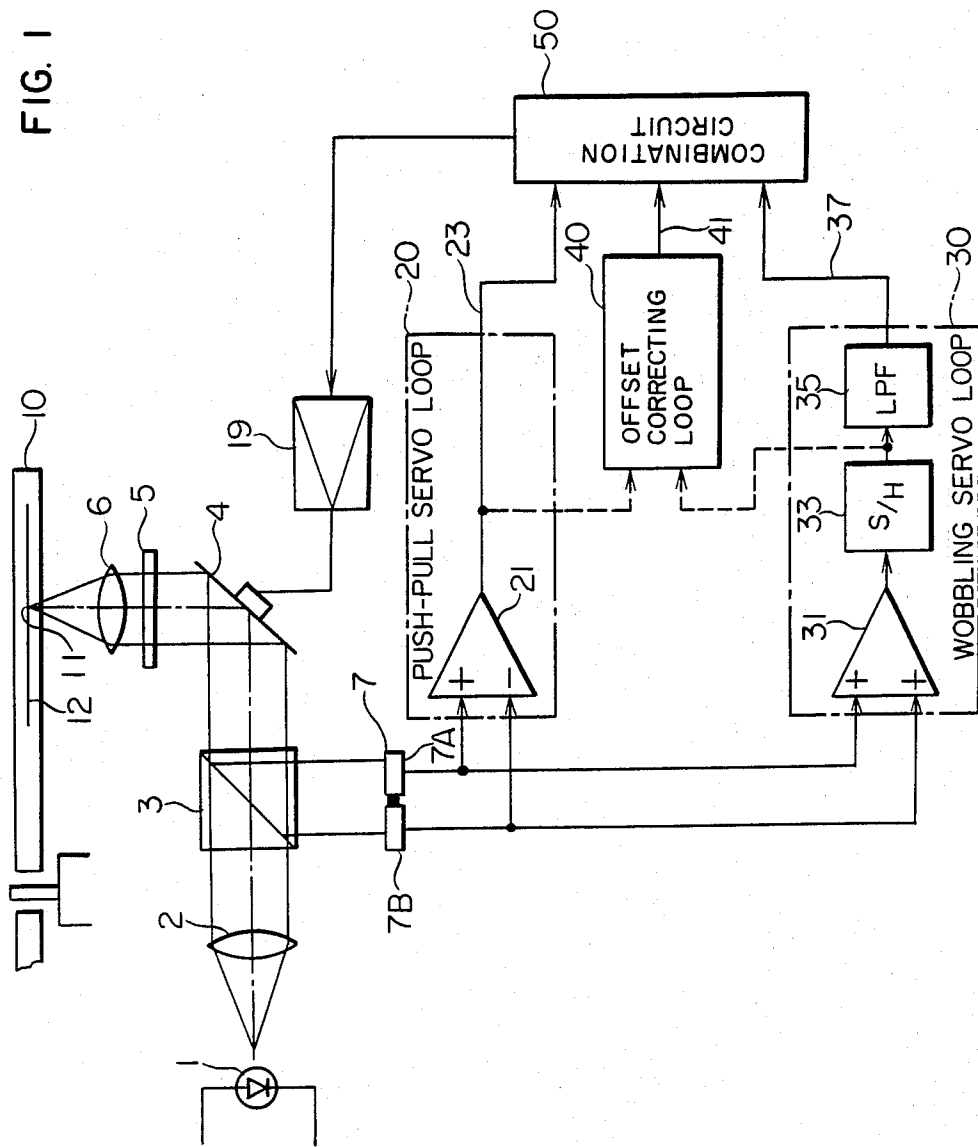 FIG. 1
10
6
5
4
11
12
3
2
1
7
7A
7B
19
20
23
PUSH-PULL SERVO LOOP
+
−
21
40
41
OFFSET
CORRECTING
LOOP
50
COMBINATION
CIRCUIT
37
30
WOBBLING SERVO LOOP
35
LPF
33
S/H
31
+
+